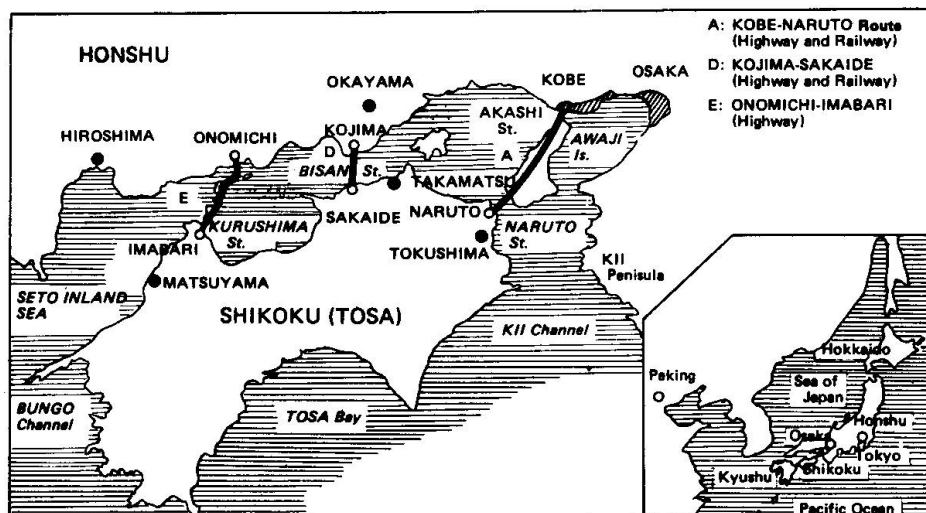 HONSHU
A: KOBE-NARUTO Route
(Highway and Railway)
D: KOJIMA-SAKAIDE
(Highway and Railway)
E: ONOMICHI-IMABARI
(Highway)
OKAYAMA
KOBE
OSAKA
HIROSHIMA
ONOMICHI
KOJIMA
D
BISAN St.
AKASHI
St.
A
AWAJI
Is.
TAKAMATSU
E
SAKAIDE
NARUTO
KURUSHIMA
St.
NARUTO
St.
IMABARI
TOKUSHIMA
MATSUYAMA
KII
Penisula
SETO INLAND
SEA
SHIKOKU (TOSA)
KII Channel
BUNGO
Channel
TOSA Bay
Hokkaido
Peking
Sea of
Japan
Honshu
Osaka
Tokyo
Shikoku
Kyushu
Pacific Ocean